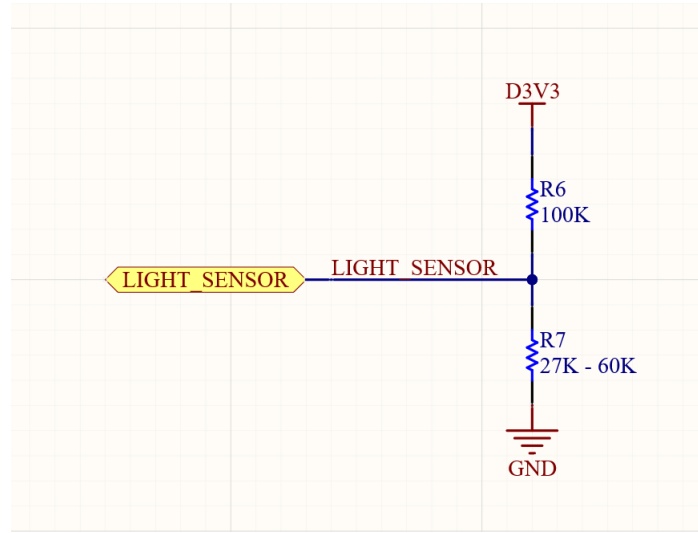 D3V3
R6
100K
LIGHT_SENSOR
LIGHT_SENSOR
R7
27K - 60K
GND